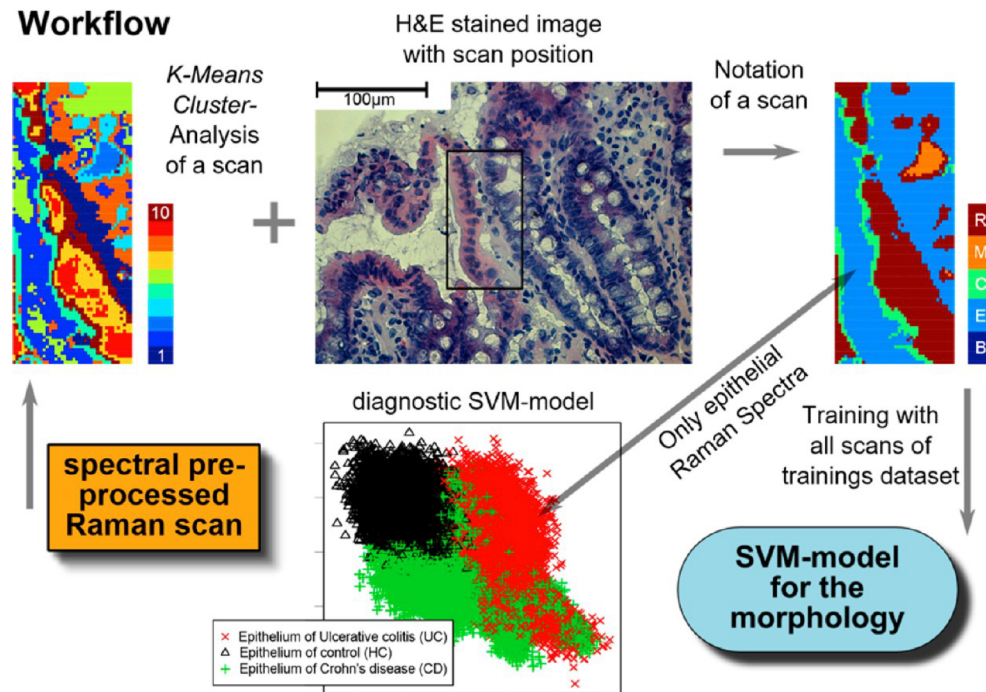 Workflow
K-Means
Cluster-
Analysis
of a scan
H&E stained image
with scan position
100μm
Notation
of a scan
10
1
R
M
C
E
B
spectral pre-
processed
Raman scan
diagnostic SVM-model
Only epithelial
Raman Spectra
Training with
all scans of
trainings dataset
SVM-model
for the
morphology
Epithelium of Ulcerative colitis (UC)
Epithelium of control (HC)
Epithelium of Crohn's disease (CD)